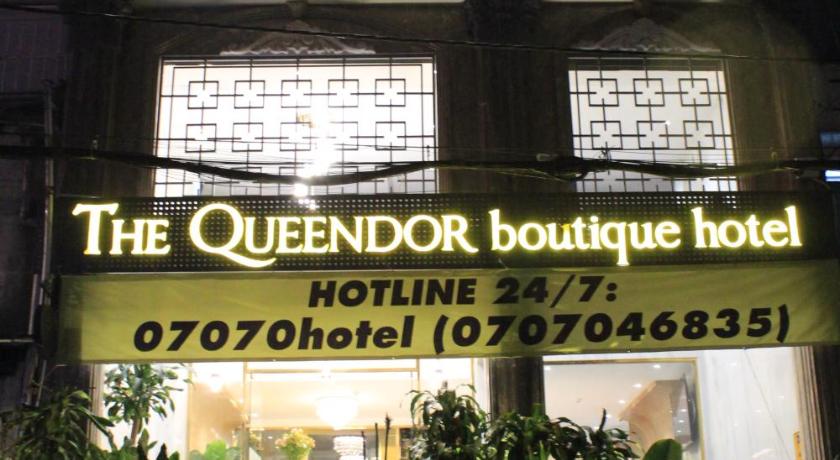 THE QUEENDOR boutique hotel
HOTLINE 24/7:
07070hotel (0707046835)